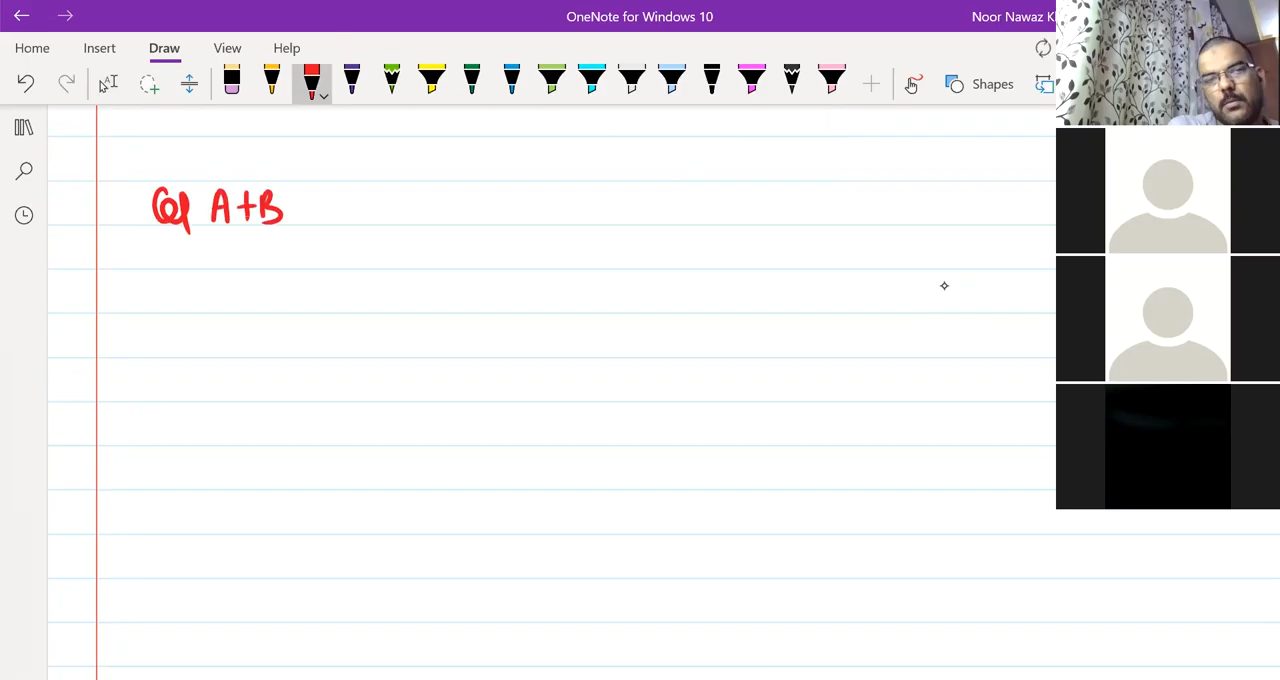 OneNote for Windows 10
Noor Nawaz K
Home Insert Draw View Help
Shapes
A+B